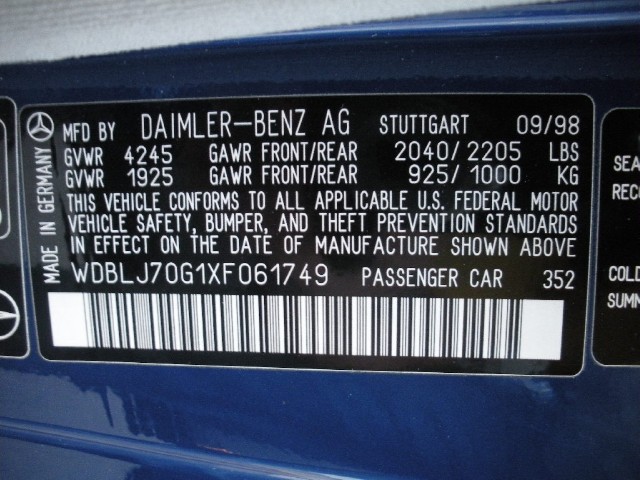 MADE IN GERMANY
MFD BY DAIMLER-BENZ AG STUTTGART 09/98
GVWR 4245 GAWR FRONT/REAR 2040/2205 LBS
GVWR 1925 GAWR FRONT/REAR 925/1000 KG
THIS VEHICLE CONFORMS TO ALL APPLICABLE U.S. FEDERAL MOTOR
VEHICLE SAFETY, BUMPER, AND THEFT PREVENTION STANDARDS
IN EFFECT ON THE DATE OF MANUFACTURE SHOWN ABOVE
WDBLJ70G1XF061749 PASSENGER CAR 352
SEA
RECO
COLD
SUMM